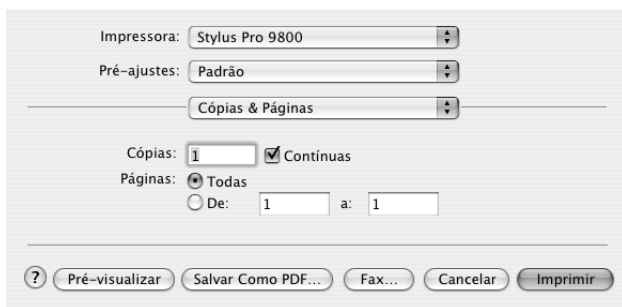 Impressora: Stylus Pro 9800
Pré-ajustes: Padrão
Cópias & Páginas
Cópias: 1 Contínuas
Páginas: Todas
De: 1 a: 1
? Pré-visualizar Salvar Como PDF... Fax... Cancelar Imprimir